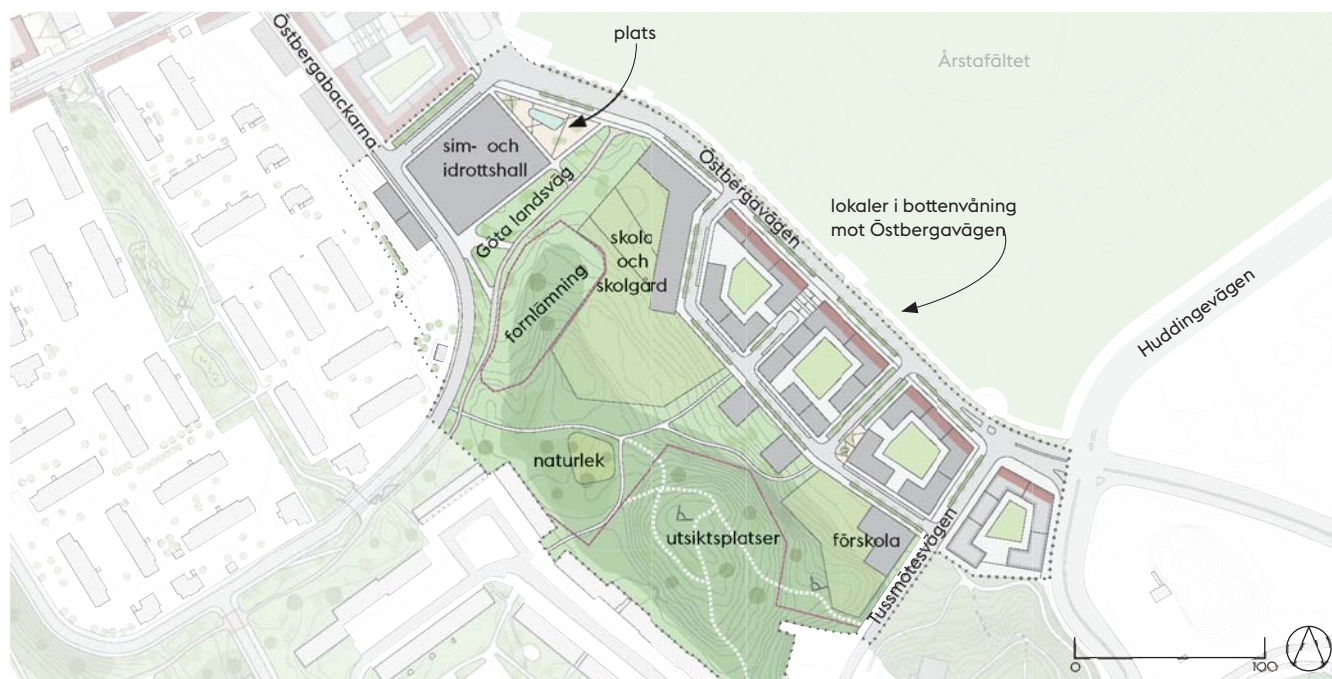 plats
Årstafältet
Östbergabackarna
sim- och
idrottshall
Göta landsväg
Östbergavägen
lokaler i bottenvåning
mot Östbergavägen
skola
och
skolgård
fornlämning
Huddingevägen
naturlek
utsiktsplatser
förskola
Tussmötesvägen
0
100